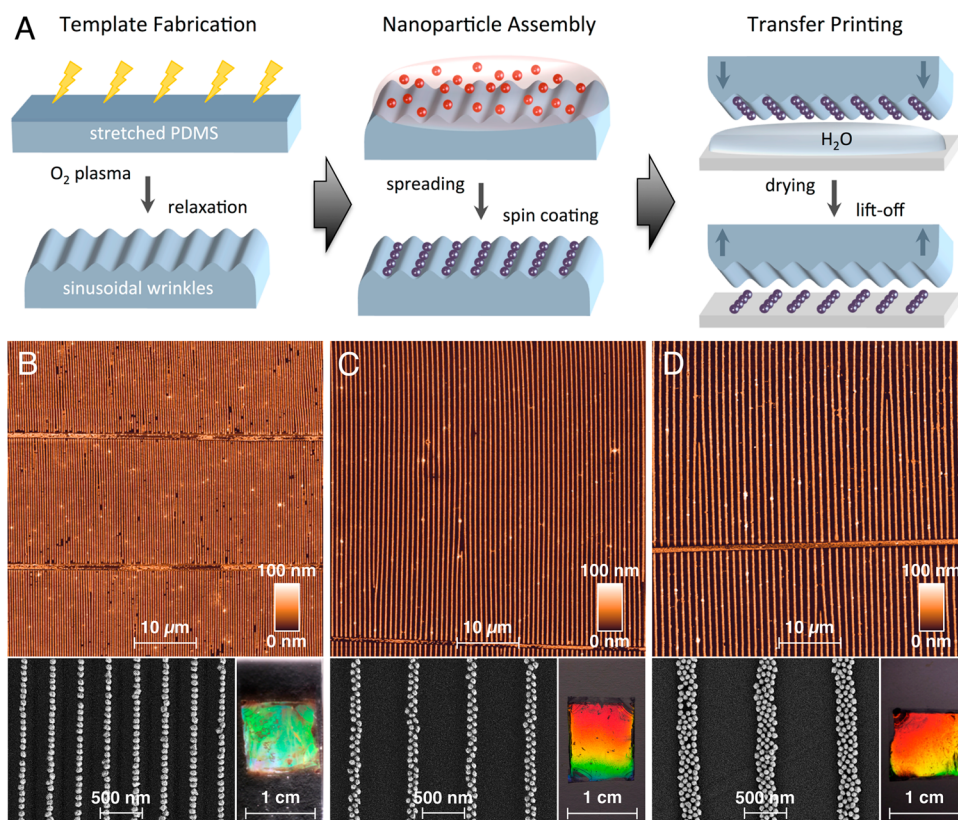 A
Template Fabrication
Nanoparticle Assembly
Transfer Printing
stretched PDMS
O₂ plasma
relaxation
sinusoidal wrinkles
spreading
spin coating
H₂O
drying
lift-off
B
100 nm
0 nm
10 µm
500 nm
1 cm
C
100 nm
0 nm
10 µm
500 nm
1 cm
D
100 nm
0 nm
10 µm
500 nm
1 cm